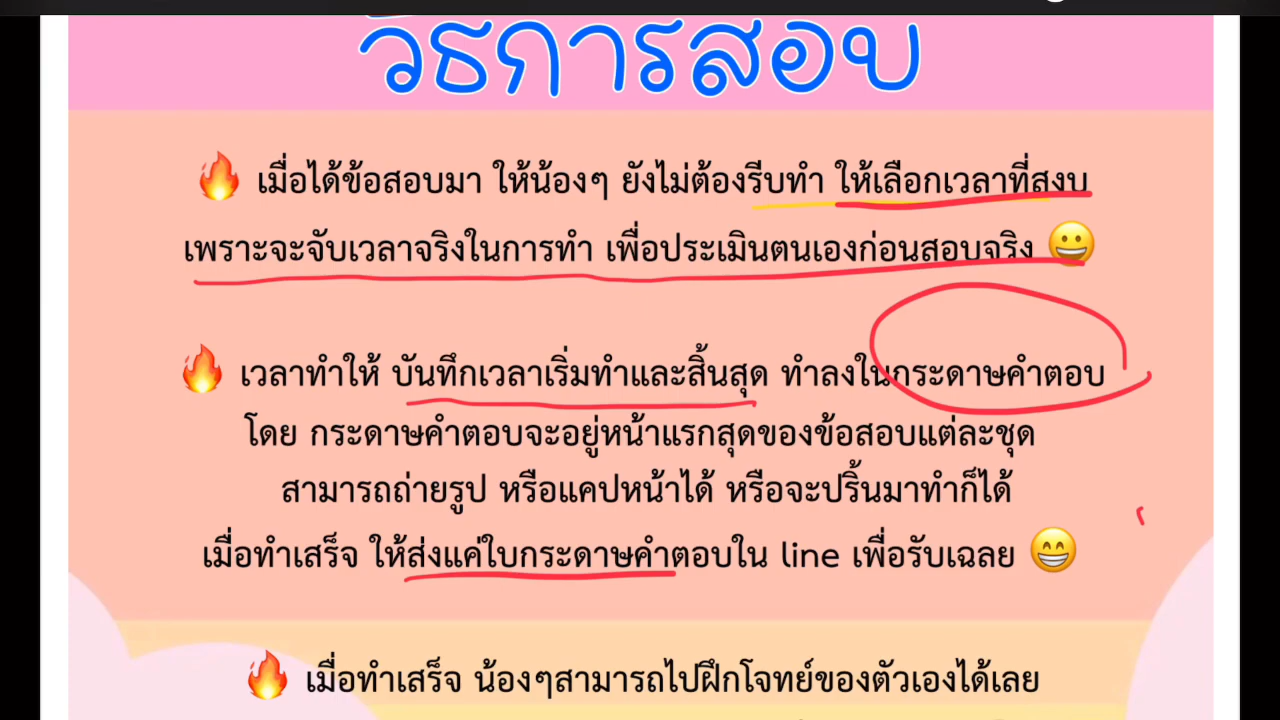 วิธีการสอบ
🔥 เมื่อได้ข้อสอบมา ให้น้องๆ ยังไม่ต้องรีบทำ ให้เลือกเวลาที่สงบ
เพราะจะจับเวลาจริงในการทำ เพื่อประเมินตนเองก่อนสอบจริง 😀
🔥 เวลาทำให้ บันทึกเวลาเริ่มทำและสิ้นสุด ทำลงในกระดาษคำตอบ
โดย กระดาษคำตอบจะอยู่หน้าแรกสุดของข้อสอบแต่ละชุด
สามารถถ่ายรูป หรือแคปหน้าได้ หรือจะปริ้นมาทำก็ได้
เมื่อทำเสร็จ ให้ส่งแค่ใบกระดาษคำตอบใน line เพื่อรับเฉลย 😁
🔥 เมื่อทำเสร็จ น้องๆสามารถไปฝึกโจทย์ของตัวเองได้เลย